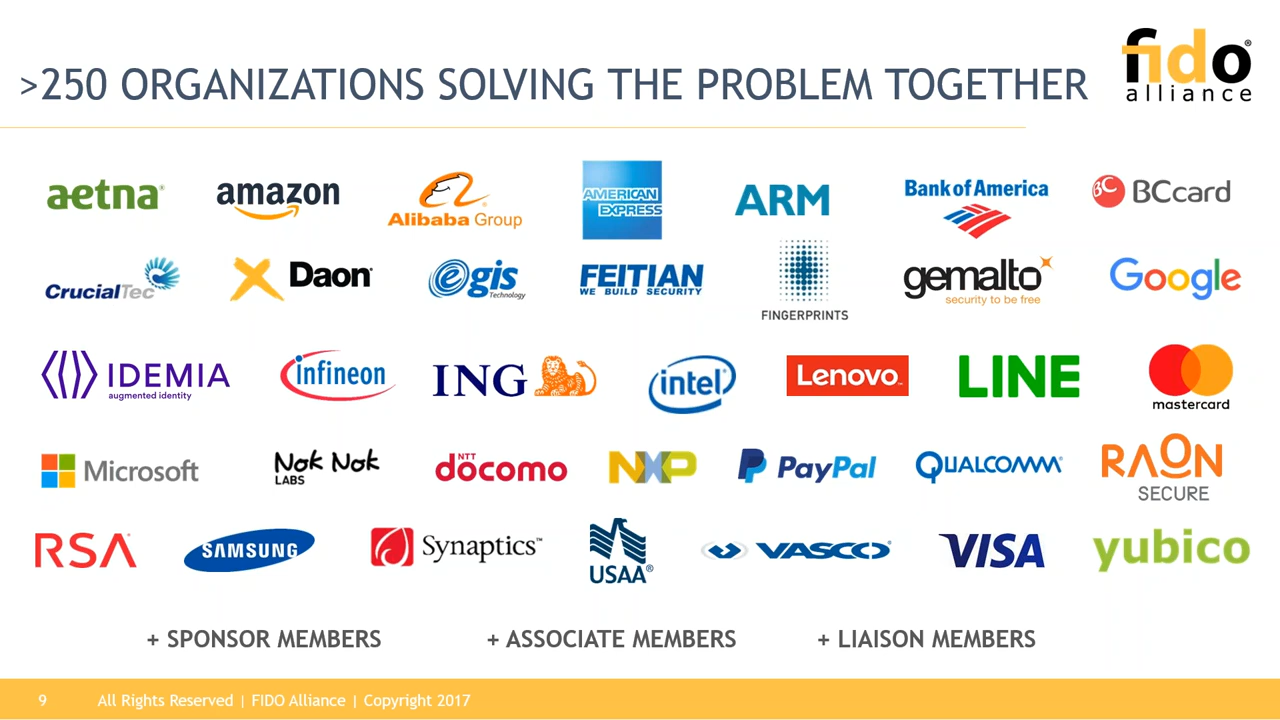 >250 ORGANIZATIONS SOLVING THE PROBLEM TOGETHER
fido®
alliance
aetna®
amazon
Alibaba Group®
AMERICAN
EXPRESS
ARM
Bank of America
BC BCcard
CrucialTec
Daon®
egis
Technology
FEITIAN
WE BUILD SECURITY
FINGERPRINTS
gemalto
security to be free
Google
IDEMIA
augmented identity
infineon
ING
intel®
Lenovo™
LINE
mastercard
Microsoft
Nok Nok
LABS
NTT
docomo
NXP
PayPal
QUALCOMM®
RAON
SECURE
RSA
SAMSUNG
Synaptics™
USAA®
VASCO®
VISA
yubico
+ SPONSOR MEMBERS
+ ASSOCIATE MEMBERS
+ LIAISON MEMBERS
9 All Rights Reserved | FIDO Alliance | Copyright 2017